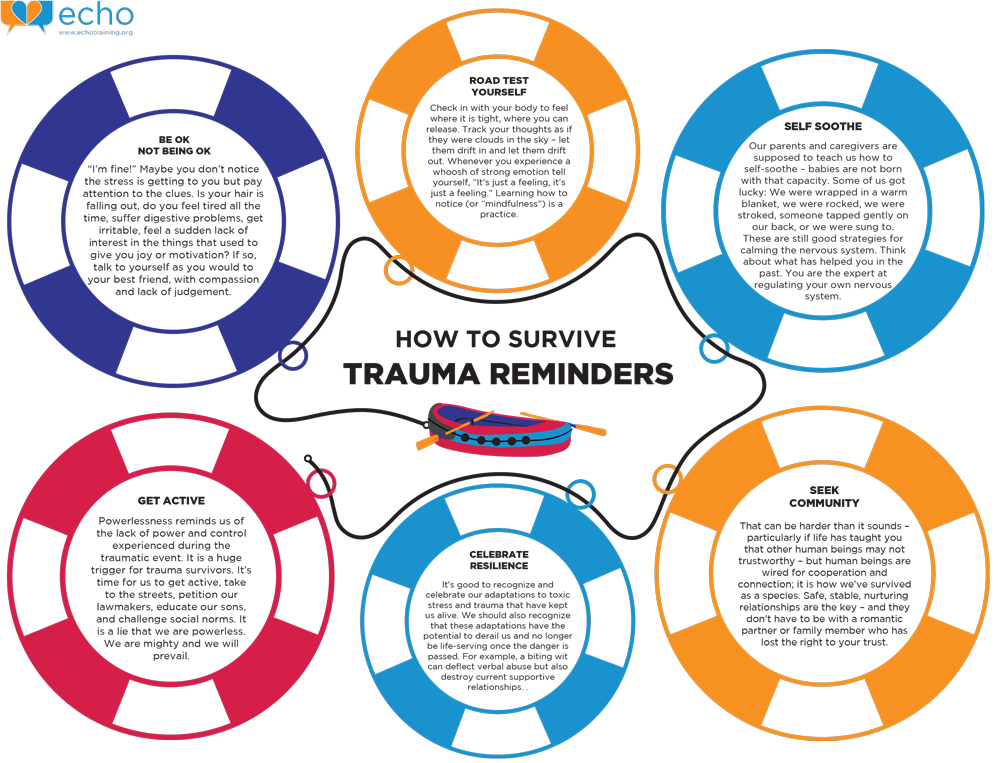 echo
www.echotraining.org
BE OK
NOT BEING OK
“I’m fine!” Maybe you don’t notice
the stress is getting to you but pay
attention to the clues. Is your hair is
falling out, do you feel tired all the
time, suffer digestive problems, get
irritable, feel a sudden lack of
interest in the things that used to
give you joy or motivation? If so,
talk to yourself as you would to
your best friend, with compassion
and lack of judgement.
ROAD TEST
YOURSELF
Check in with your body to feel
where it is tight, where you can
release. Track your thoughts as if
they were clouds in the sky – let
them drift in and let them drift
out. Whenever you experience a
whoosh of strong emotion tell
yourself, “It’s just a feeling, it’s
just a feeling.” Learning how to
notice (or “mindfulness”) is a
practice.
SELF SOOTHE
Our parents and caregivers are
supposed to teach us how to
self-soothe – babies are not born
with that capacity. Some of us got
lucky: We were wrapped in a warm
blanket, we were rocked, we were
stroked, someone tapped gently on
our back, or we were sung to.
These are still good strategies for
calming the nervous system. Think
about what has helped you in the
past. You are the expert at
regulating your own nervous
system.
HOW TO SURVIVE
TRAUMA REMINDERS
GET ACTIVE
Powerlessness reminds us of
the lack of power and control
experienced during the
traumatic event. It is a huge
trigger for trauma survivors. It’s
time for us to get active, take
to the streets, petition our
lawmakers, educate our sons,
and challenge social norms. It
is a lie that we are powerless.
We are mighty and we will
prevail.
CELEBRATE
RESILIENCE
It’s good to recognize and
celebrate our adaptations to toxic
stress and trauma that have kept
us alive. We should also recognize
that these adaptations have the
potential to derail us and no longer
be life-serving once the danger is
passed. For example, a biting wit
can deflect verbal abuse but also
destroy current supportive
relationships. .
SEEK
COMMUNITY
That can be harder than it sounds –
particularly if life has taught you
that other human beings may not
trustworthy – but human beings are
wired for cooperation and
connection; it is how we’ve survived
as a species. Safe, stable, nurturing
relationships are the key – and they
don’t have to be with a romantic
partner or family member who has
lost the right to your trust.